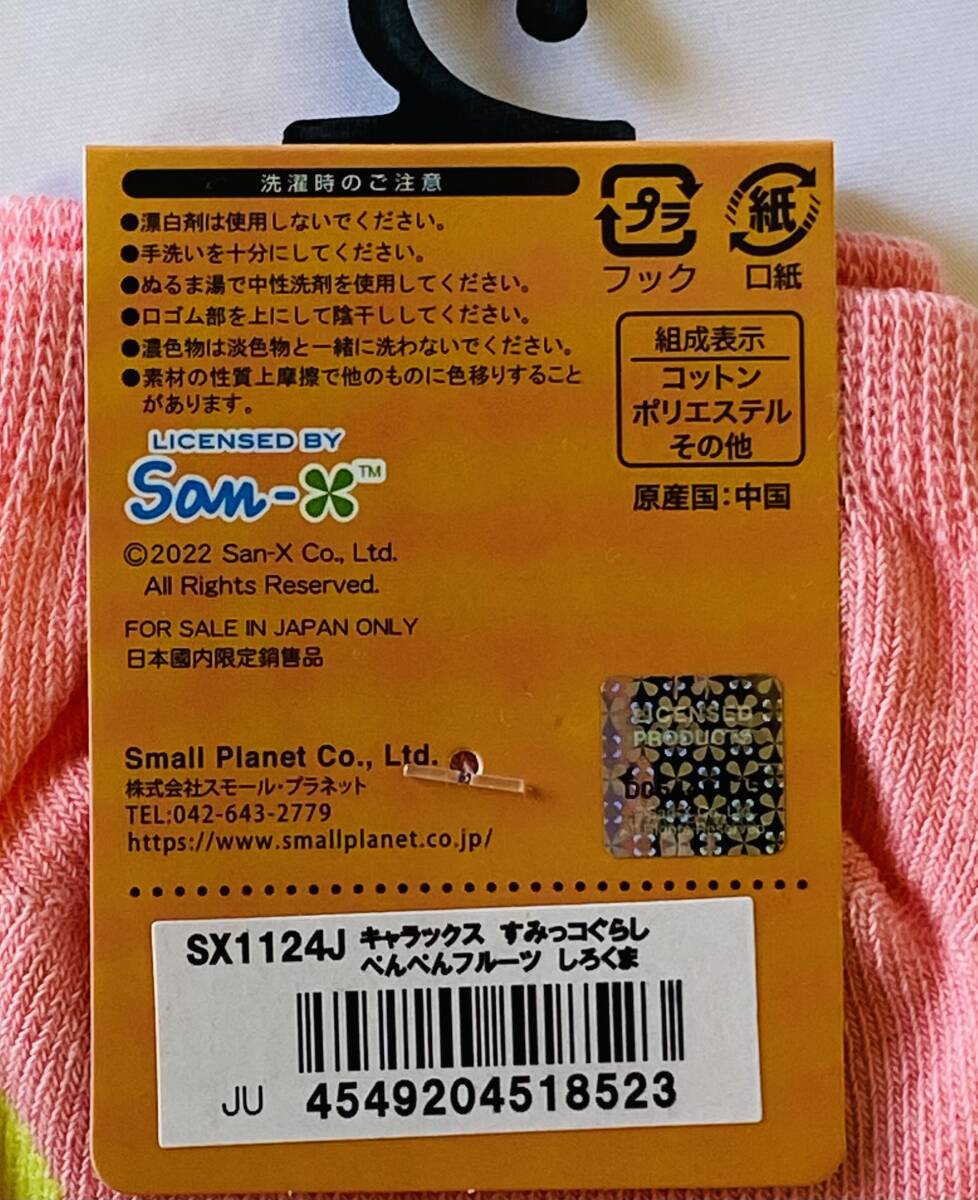 洗濯時のご注意
●漂白剤は使用しないでください。
●手洗いを十分にしてください。
●ぬるま湯で中性洗剤を使用してください。
●口ゴム部を上にして陰干ししてください。
●濃色物は淡色物と一緒に洗わないでください。
●素材の性質上摩擦で他のものに色移りすること
があります。
プラ
フック
紙
口紙
組成表示
コットン
ポリエステル
その他
原産国:中国
LICENSED BY
San-X™
©2022 San-X Co., Ltd.
All Rights Reserved.
FOR SALE IN JAPAN ONLY
日本國内限定銷售品
LICENSED
PRODUCTS
Small Planet Co., Ltd.
株式会社スモール・プラネット
TEL:042-643-2779
https://www.smallplanet.co.jp/
SX1124J キャラックス すみっコぐらし
ぺんぺんフルーツ しろくま
JU 4549204518523